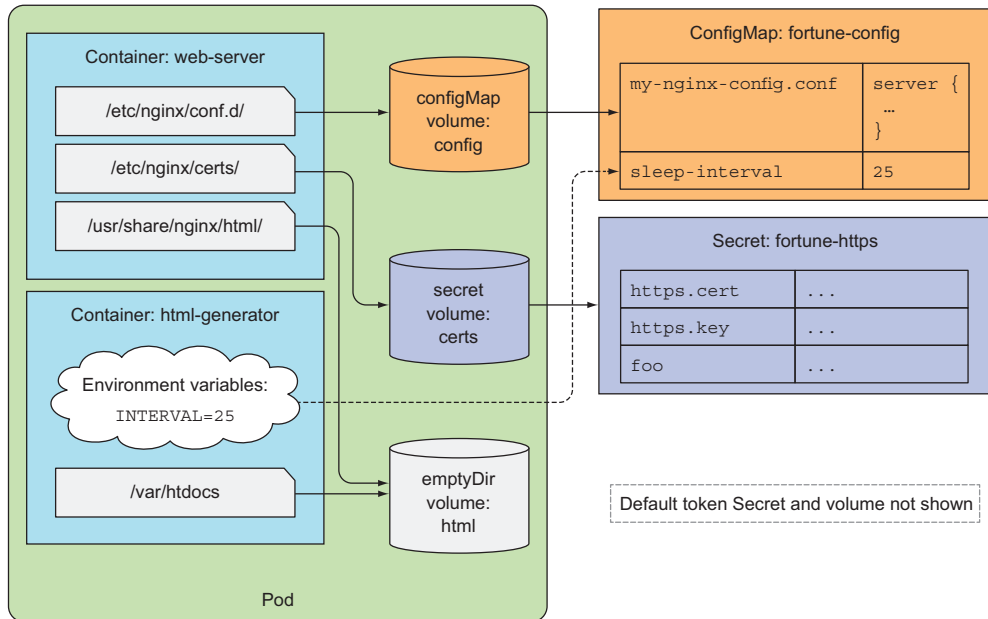 Container: web-server
/etc/nginx/conf.d/
/etc/nginx/certs/
/usr/share/nginx/html/
Container: html-generator
Environment variables:
INTERVAL=25
/var/htdocs
configMap
volume:
config
secret
volume:
certs
emptyDir
volume:
html
Pod
ConfigMap: fortune-config
my-nginx-config.conf
server {
…
}
sleep-interval
25
Secret: fortune-https
https.cert
...
https.key
...
foo
...
Default token Secret and volume not shown